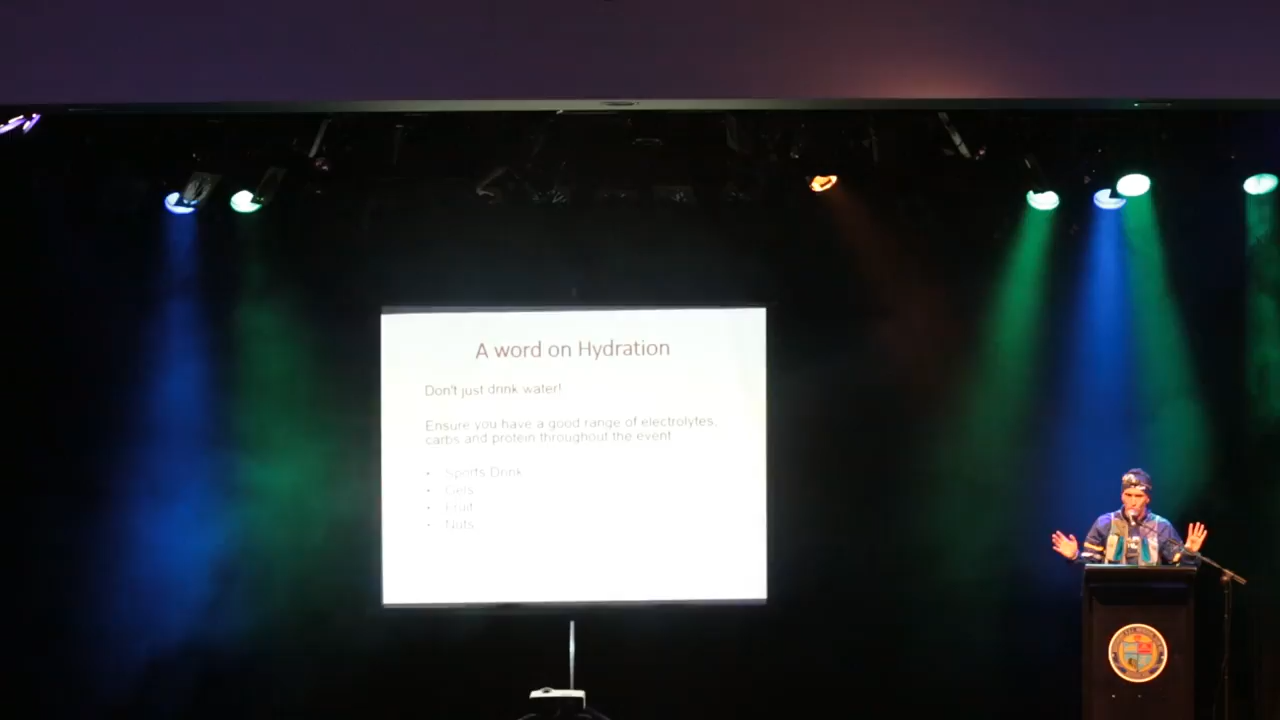 A word on Hydration
Don't just drink water!
Ensure you have a good range of electrolytes,
carbs and protein throughout the event
• Sports Drink
• Gels
• Fruit
• Nuts